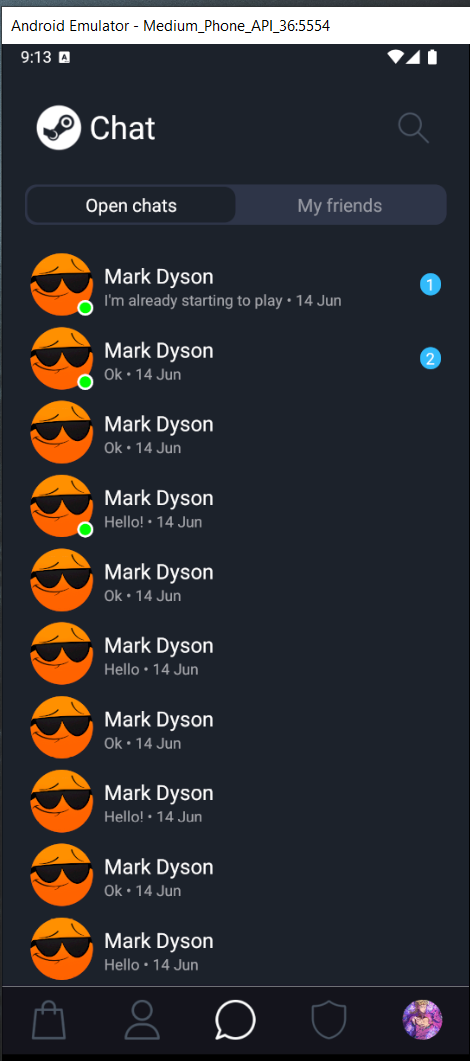 Android Emulator - Medium_Phone_API_36:5554
9:13 A
Chat
Open chats My friends
Mark Dyson
I'm already starting to play • 14 Jun
1
Mark Dyson
Ok • 14 Jun
2
Mark Dyson
Ok • 14 Jun
Mark Dyson
Hello! • 14 Jun
Mark Dyson
Ok • 14 Jun
Mark Dyson
Hello • 14 Jun
Mark Dyson
Ok • 14 Jun
Mark Dyson
Hello! • 14 Jun
Mark Dyson
Ok • 14 Jun
Mark Dyson
Hello • 14 Jun